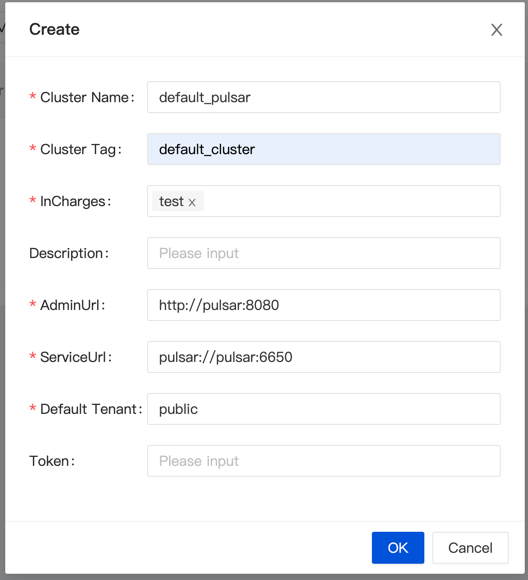 Create
* Cluster Name: default_pulsar
* Cluster Tag: default_cluster
* InCharges: test ×
Description: Please input
* AdminUrl: http://pulsar:8080
* ServiceUrl: pulsar://pulsar:6650
* Default Tenant: public
Token: Please input
OK Cancel